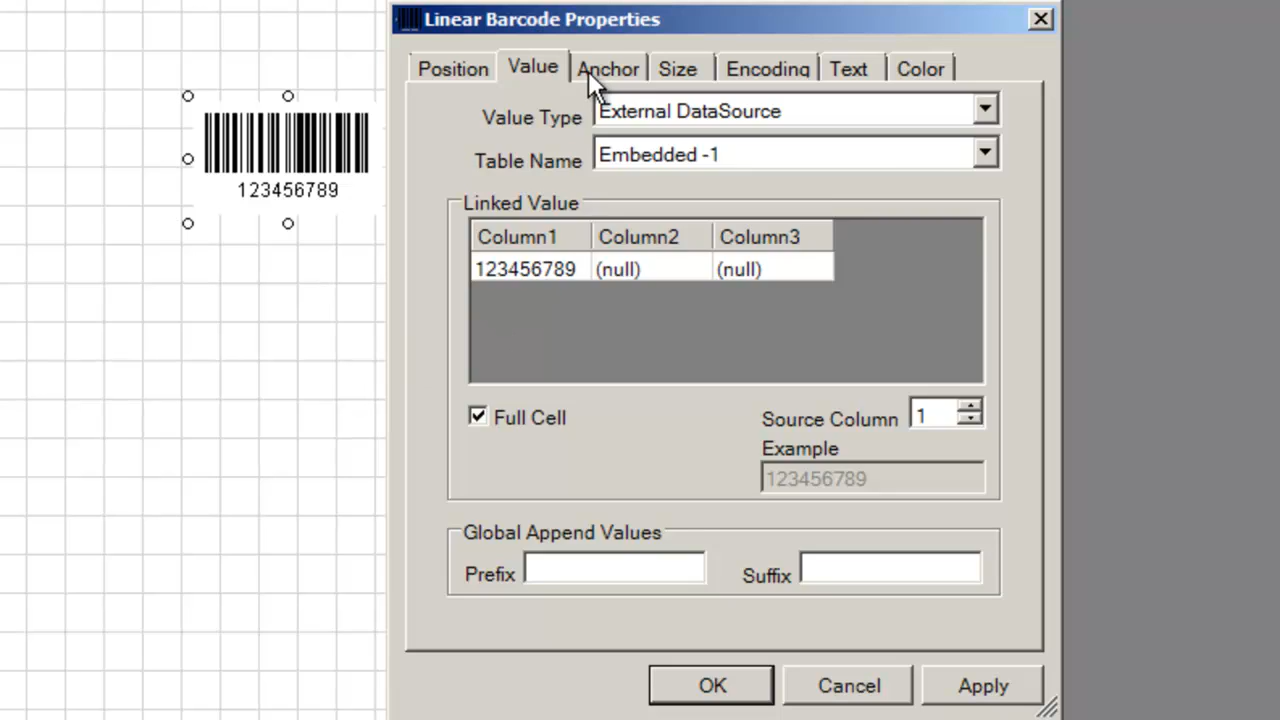 Linear Barcode Properties
Position Value Anchor Size Encoding Text Color
Value Type External DataSource
Table Name Embedded -1
Linked Value
Column1 Column2 Column3
123456789 (null) (null)
123456789
Full Cell
Source Column 1
Example
123456789
Global Append Values
Prefix
Suffix
OK Cancel Apply